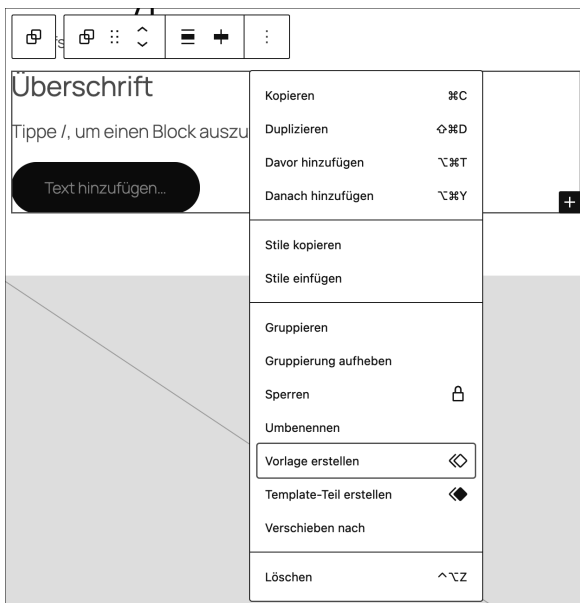 Überschrift
Tippe /, um einen Block auszu
Text hinzufügen...
Kopieren ⌘C
Duplizieren ⇧⌘D
Davor hinzufügen ⌥⌘T
Danach hinzufügen ⌥⌘Y
Stile kopieren
Stile einfügen
Gruppieren
Gruppierung aufheben
Sperren
Umbenennen
Vorlage erstellen
Template-Teil erstellen
Verschieben nach
Löschen ^⌥Z